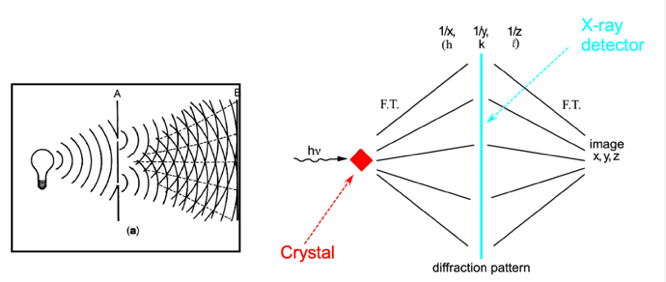 A
B
(a)
1/x, 1/y, 1/z
(h k ℓ)
X-ray
detector
F.T.
F.T.
hν
image
x, y, z
Crystal
diffraction pattern